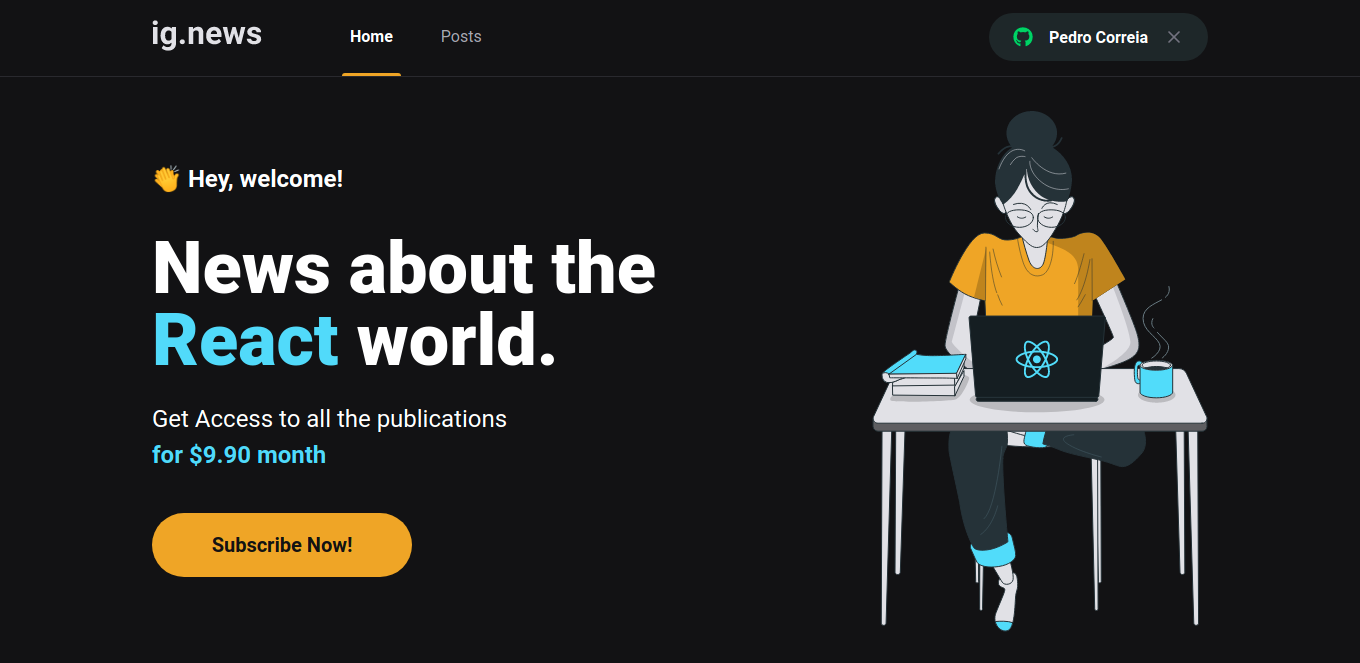 ig.news
Home
Posts
Pedro Correia
👏 Hey, welcome!
News about the
React world.
Get Access to all the publications
for $9.90 month
Subscribe Now!